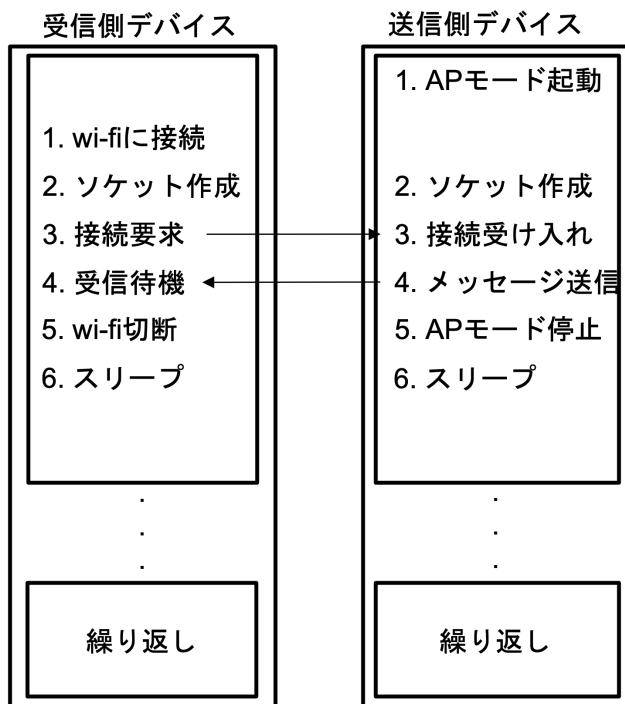 受信側デバイス
1. wi-fiに接続
2. ソケット作成
3. 接続要求
4. 受信待機
5. wi-fi切断
6. スリープ
.
.
.
繰り返し
送信側デバイス
1. APモード起動
2. ソケット作成
3. 接続受け入れ
4. メッセージ送信
5. APモード停止
6. スリープ
.
.
.
繰り返し